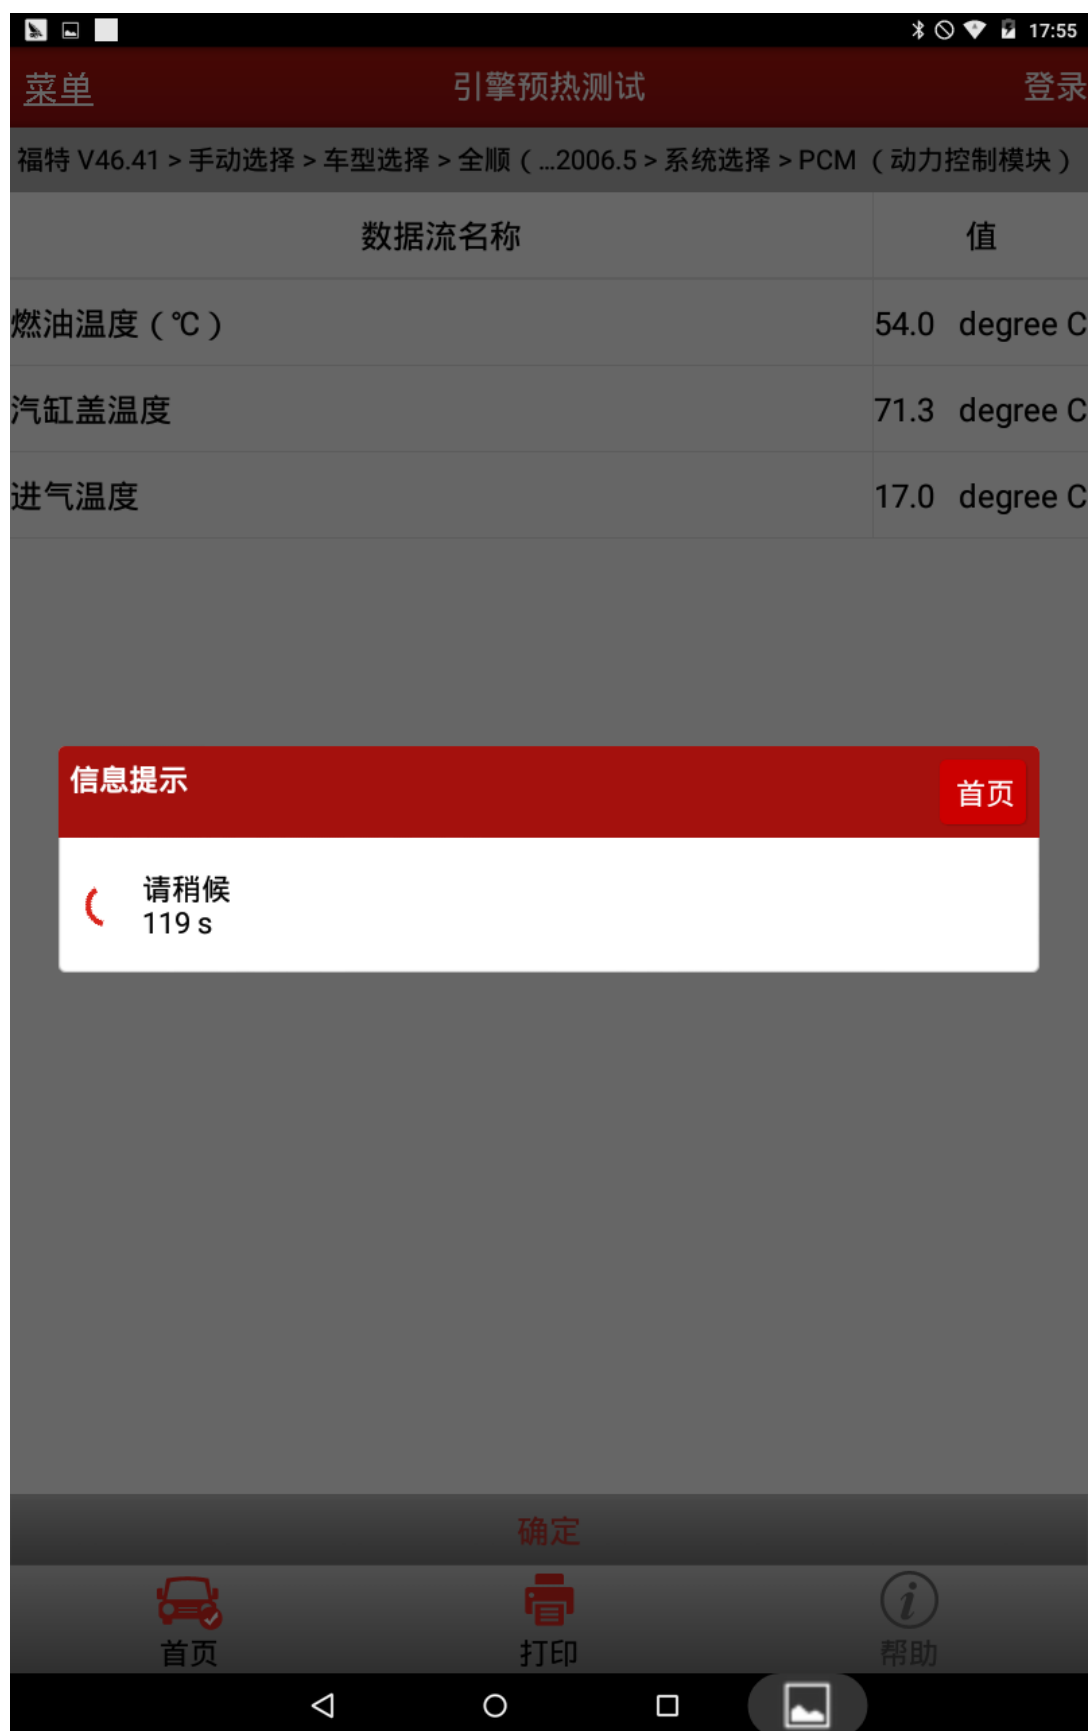 17:55
菜单 引擎预热测试 登录
福特 V46.41 > 手动选择 > 车型选择 > 全顺（...2006.5 > 系统选择 > PCM （动力控制模块）
数据流名称 值
燃油温度（℃） 54.0 degree C
汽缸盖温度 71.3 degree C
进气温度 17.0 degree C
信息提示 首页
请稍候
119 s
确定
首页 打印 帮助